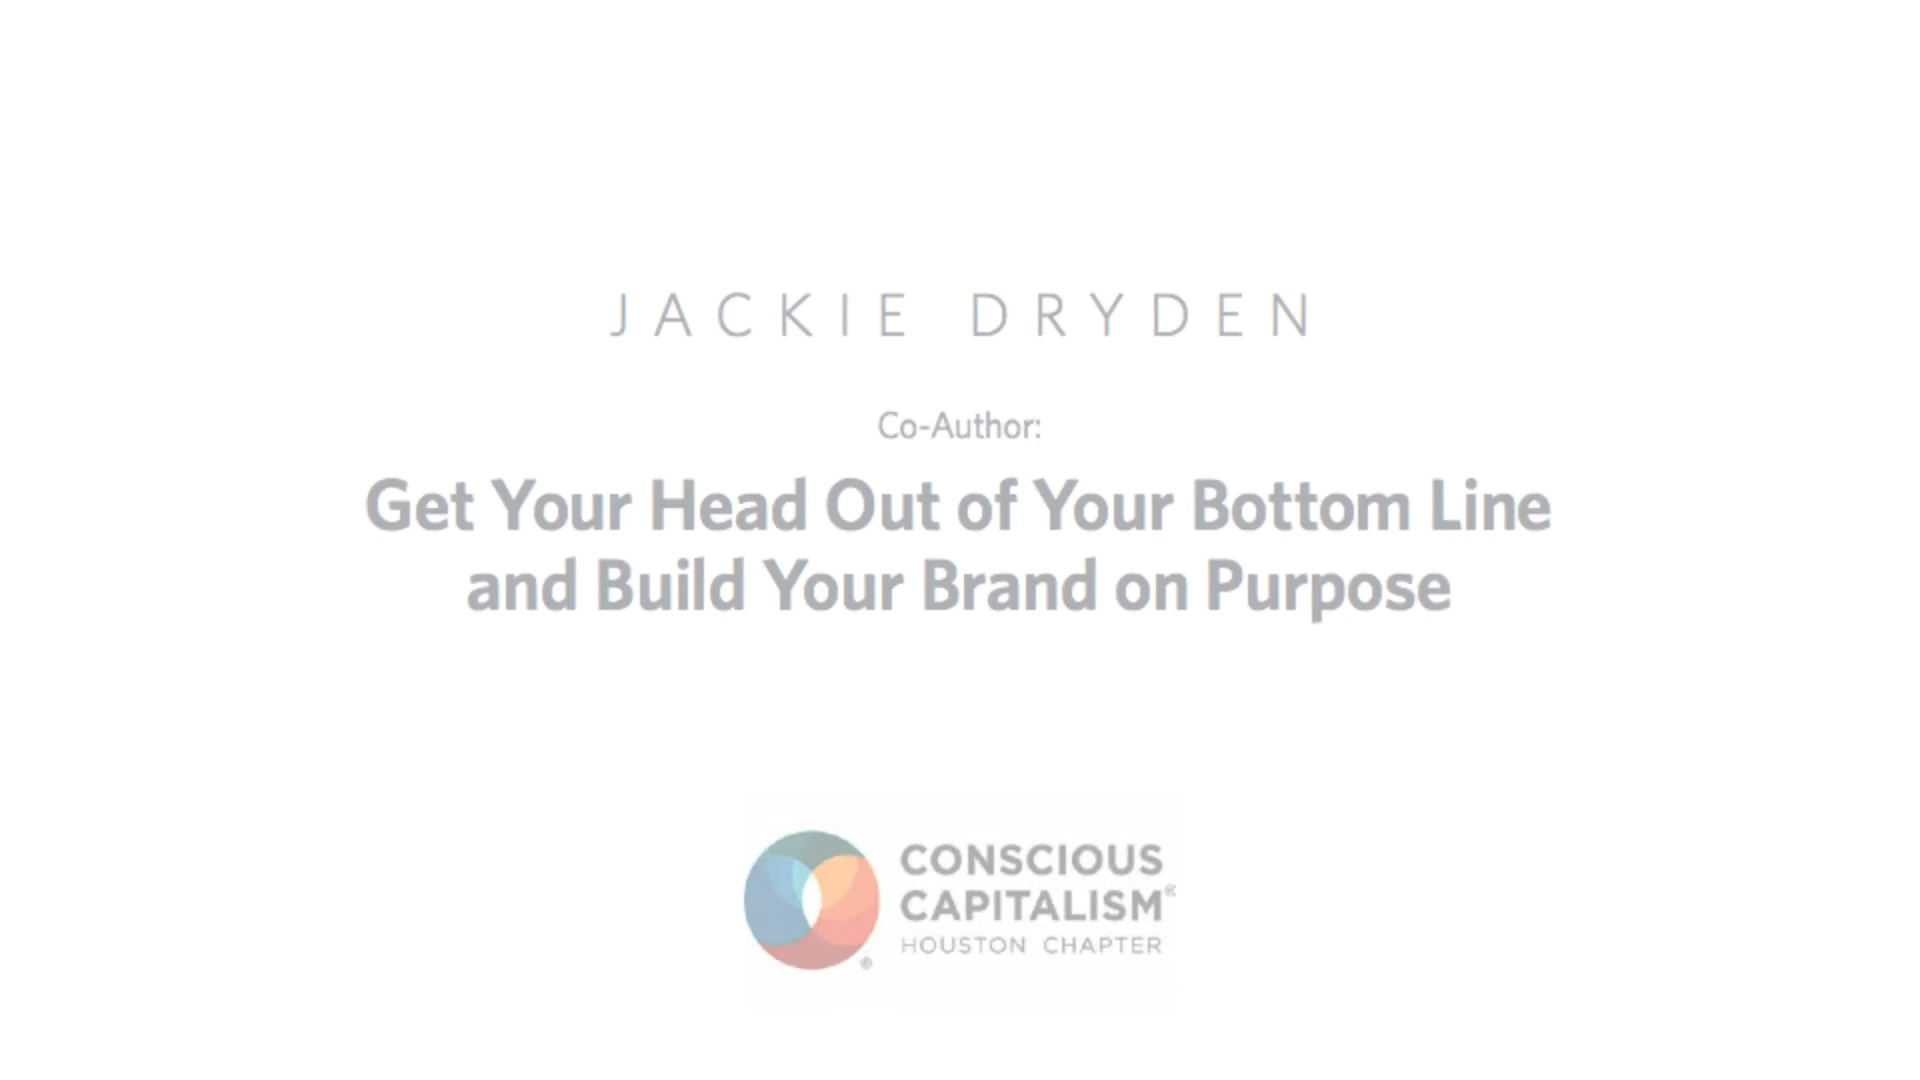 JACKIE DRYDEN
Co-Author:
Get Your Head Out of Your Bottom Line
and Build Your Brand on Purpose
CONSCIOUS
CAPITALISM®
HOUSTON CHAPTER
®